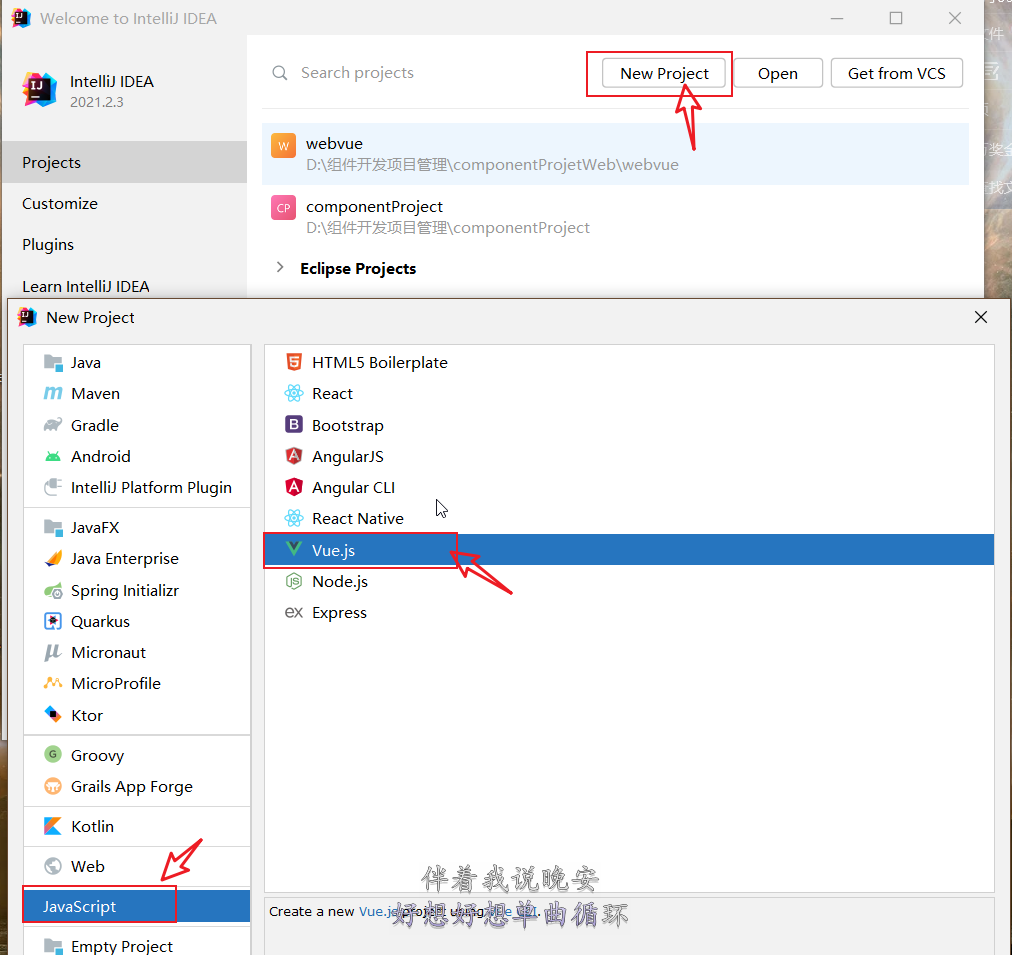 Welcome to IntelliJ IDEA
IntelliJ IDEA
2021.2.3
Search projects
New Project
Open
Get from VCS
Projects
Customize
Plugins
Learn IntelliJ IDEA
webvue
D:\组件开发项目管理\componentProjetWeb\webvue
componentProject
D:\组件开发项目管理\componentProject
Eclipse Projects
New Project
Java
Maven
Gradle
Android
IntelliJ Platform Plugin
JavaFX
Java Enterprise
Spring Initializr
Quarkus
Micronaut
MicroProfile
Ktor
Groovy
Grails App Forge
Kotlin
Web
JavaScript
Empty Project
HTML5 Boilerplate
React
Bootstrap
AngularJS
Angular CLI
React Native
Vue.js
Node.js
Express
伴着我说晚安
Create a new Vue.js project using
好想好想单曲循环